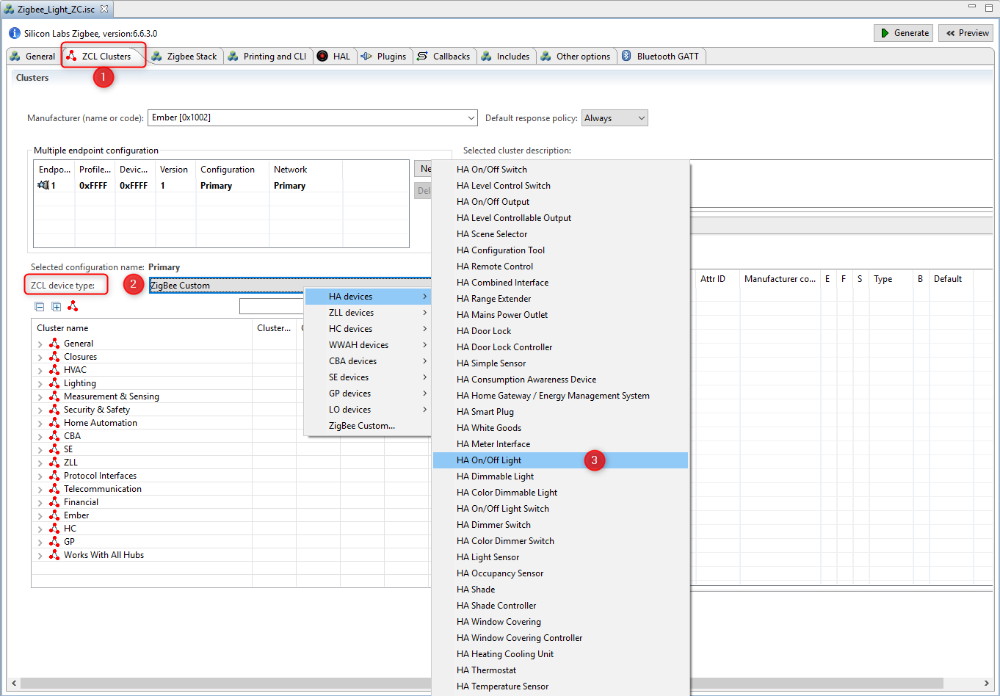 Zigbee_Light_ZC.isc
Silicon Labs Zigbee, version:6.6.3.0
Generate
Preview
General
ZCL Clusters
Zigbee Stack
Printing and CLI
HAL
Plugins
Callbacks
Includes
Other options
Bluetooth GATT
1
Clusters
Manufacturer (name or code):
Ember [0x1002]
Default response policy:
Always
Multiple endpoint configuration
Selected cluster description:
Endpo... Profile... Devic... Version Configuration Network
1 0xFFFF 0xFFFF 1 Primary Primary
Ne
Del
Selected configuration name: Primary
ZCL device type:
2
ZigBee Custom
HA devices
ZLL devices
HC devices
WWAH devices
CBA devices
SE devices
GP devices
LO devices
ZigBee Custom...
HA On/Off Switch
HA Level Control Switch
HA On/Off Output
HA Level Controllable Output
HA Scene Selector
HA Configuration Tool
HA Remote Control
HA Combined Interface
HA Range Extender
HA Mains Power Outlet
HA Door Lock
HA Door Lock Controller
HA Simple Sensor
HA Consumption Awareness Device
HA Home Gateway / Energy Management System
HA Smart Plug
HA White Goods
HA Meter Interface
HA On/Off Light
3
HA Dimmable Light
HA Color Dimmable Light
HA On/Off Light Switch
HA Dimmer Switch
HA Color Dimmer Switch
HA Light Sensor
HA Occupancy Sensor
HA Shade
HA Shade Controller
HA Window Covering
HA Window Covering Controller
HA Heating Cooling Unit
HA Thermostat
HA Temperature Sensor
Cluster name Cluster...
General
Closures
HVAC
Lighting
Measurement & Sensing
Security & Safety
Home Automation
CBA
SE
ZLL
Protocol Interfaces
Telecommunication
Financial
Ember
HC
GP
Works With All Hubs
Attr ID Manufacturer co... E F S Type B Default